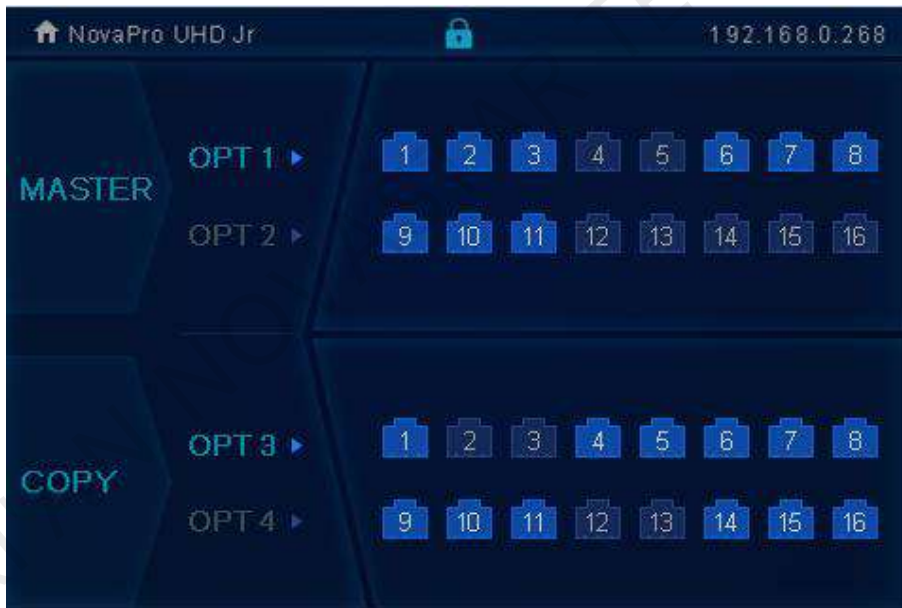 NovaPro UHD Jr 192.168.0.268
MASTER
OPT 1 1 2 3 4 5 6 7 8
OPT 2 9 10 11 12 13 14 15 16
COPY
OPT 3 1 2 3 4 5 6 7 8
OPT 4 9 10 11 12 13 14 15 16